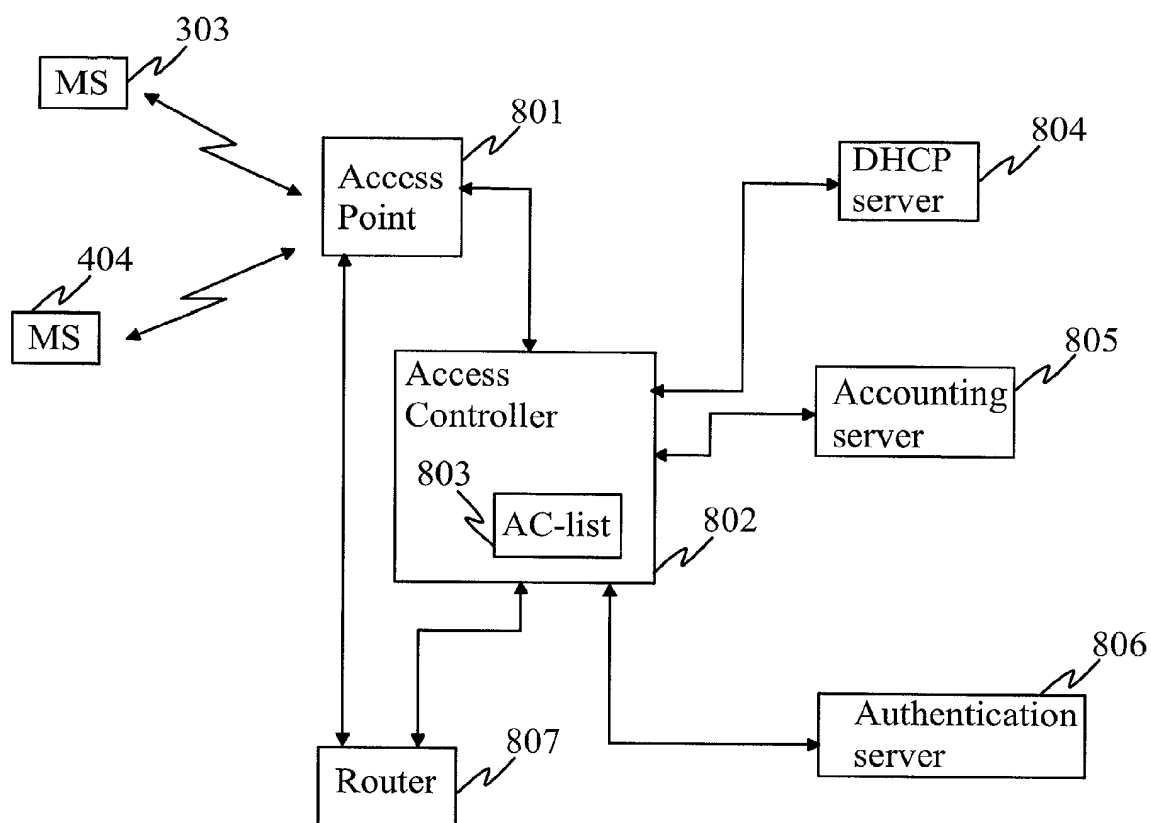 303
MS
801
Access
Point
804
DHCP
server
404
MS
805
Accounting
server
Access
Controller
803
AC-list
802
806
Authentication
server
807
Router